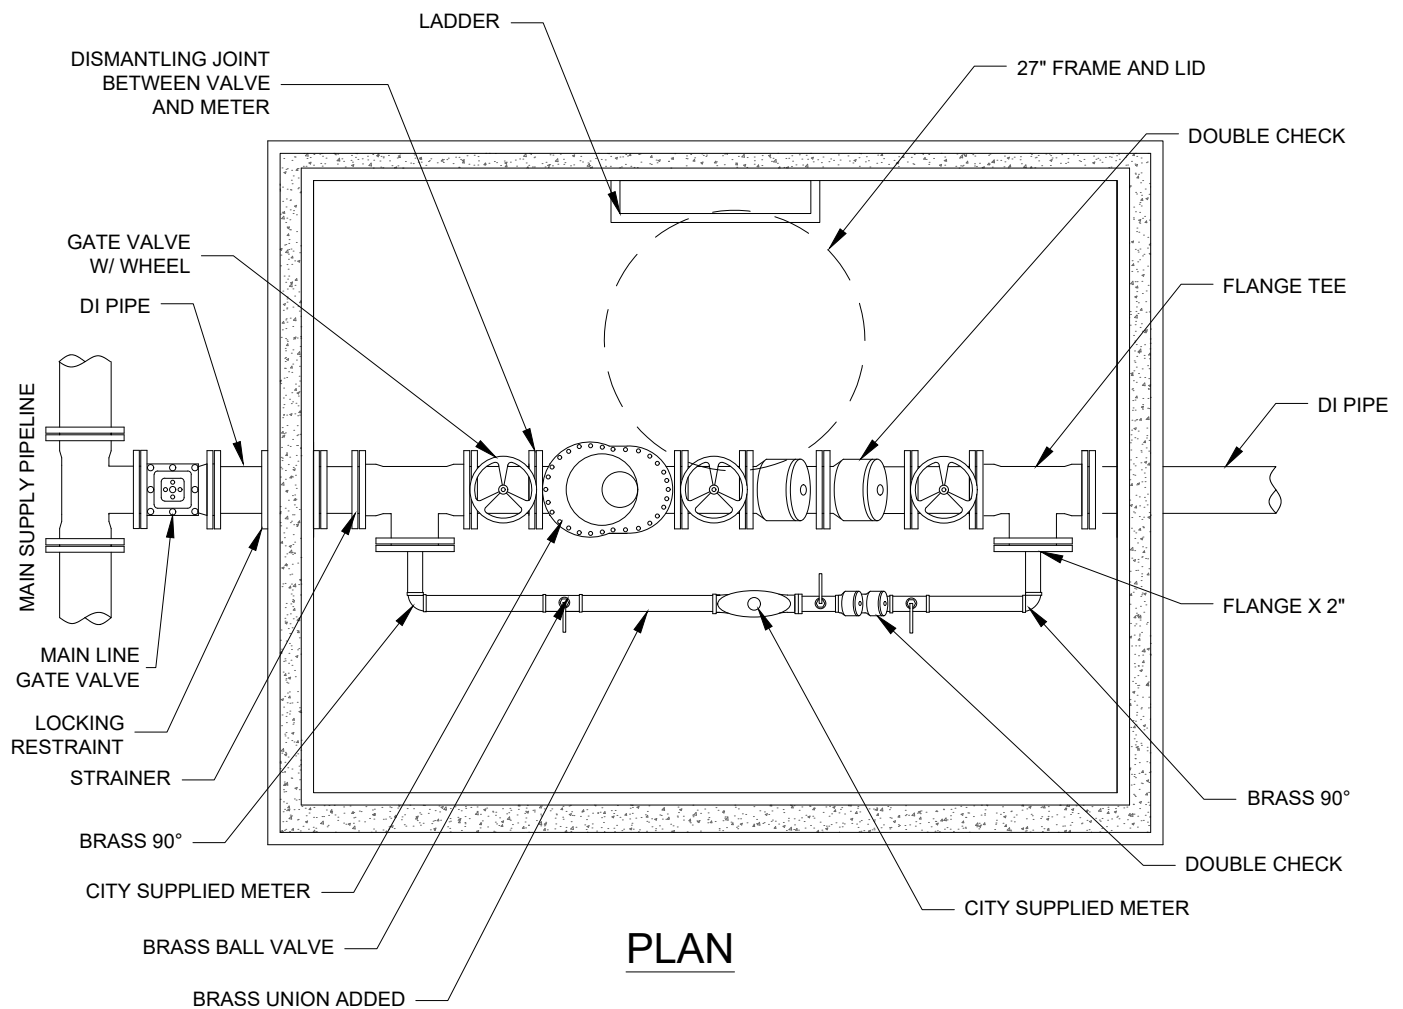 LADDER
DISMANTLING JOINT
BETWEEN VALVE
AND METER
27" FRAME AND LID
DOUBLE CHECK
GATE VALVE
W/ WHEEL
DI PIPE
FLANGE TEE
DI PIPE
MAIN SUPPLY PIPELINE
FLANGE X 2"
MAIN LINE
GATE VALVE
LOCKING
RESTRAINT
STRAINER
BRASS 90°
BRASS 90°
DOUBLE CHECK
CITY SUPPLIED METER
CITY SUPPLIED METER
BRASS BALL VALVE
PLAN
BRASS UNION ADDED